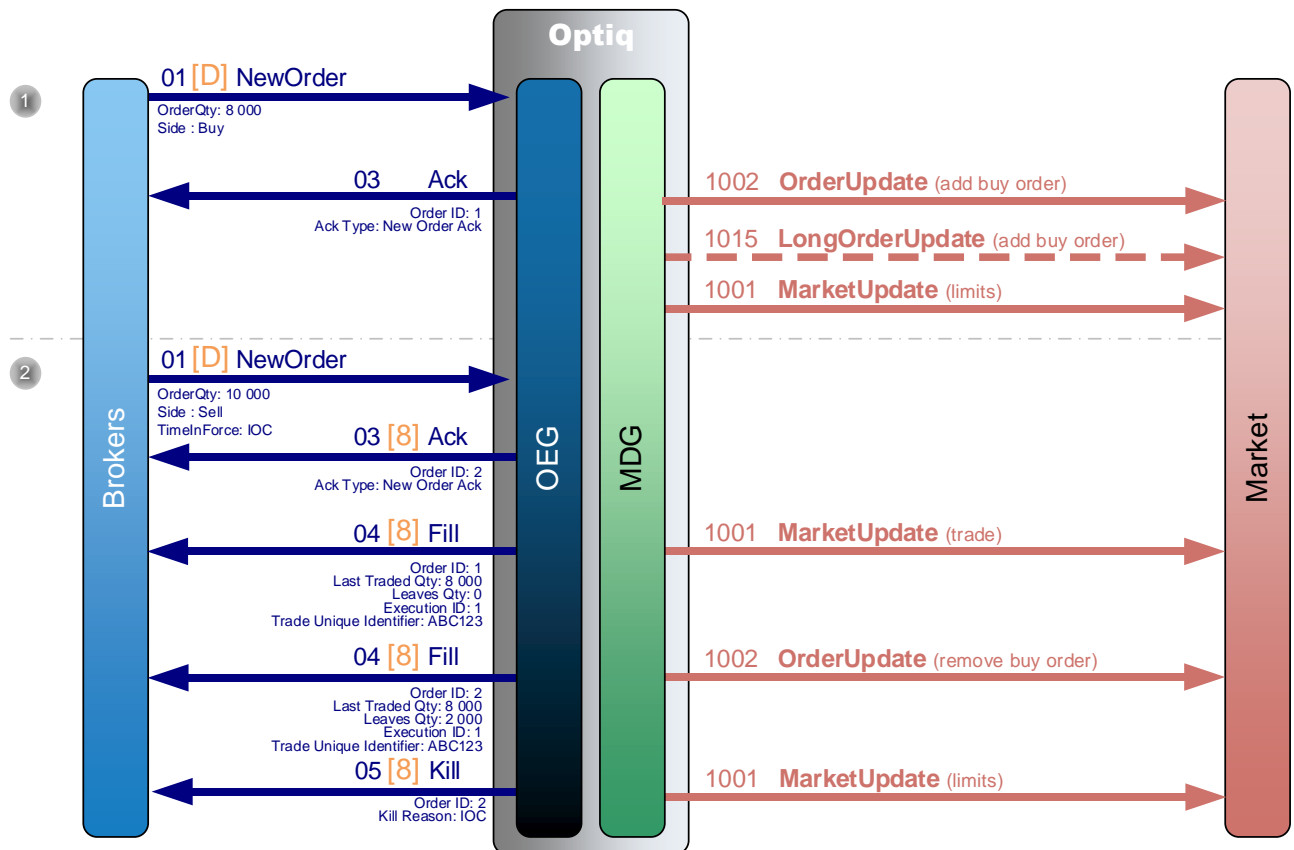 Optiq
1
01 [D] NewOrder
OrderQty: 8 000
Side : Buy
03 Ack
Order ID: 1
Ack Type: New Order Ack
1002 OrderUpdate (add buy order)
1015 LongOrderUpdate (add buy order)
1001 MarketUpdate (limits)
2
01 [D] NewOrder
OrderQty: 10 000
Side : Sell
TimeInForce: IOC
03 [8] Ack
Order ID: 2
Ack Type: New Order Ack
Brokers
OEG
MDG
Market
04 [8] Fill
Order ID: 1
Last Traded Qty: 8 000
Leaves Qty: 0
Execution ID: 1
Trade Unique Identifier: ABC123
1001 MarketUpdate (trade)
04 [8] Fill
Order ID: 2
Last Traded Qty: 8 000
Leaves Qty: 2 000
Execution ID: 1
Trade Unique Identifier: ABC123
1002 OrderUpdate (remove buy order)
05 [8] Kill
Order ID: 2
Kill Reason: IOC
1001 MarketUpdate (limits)